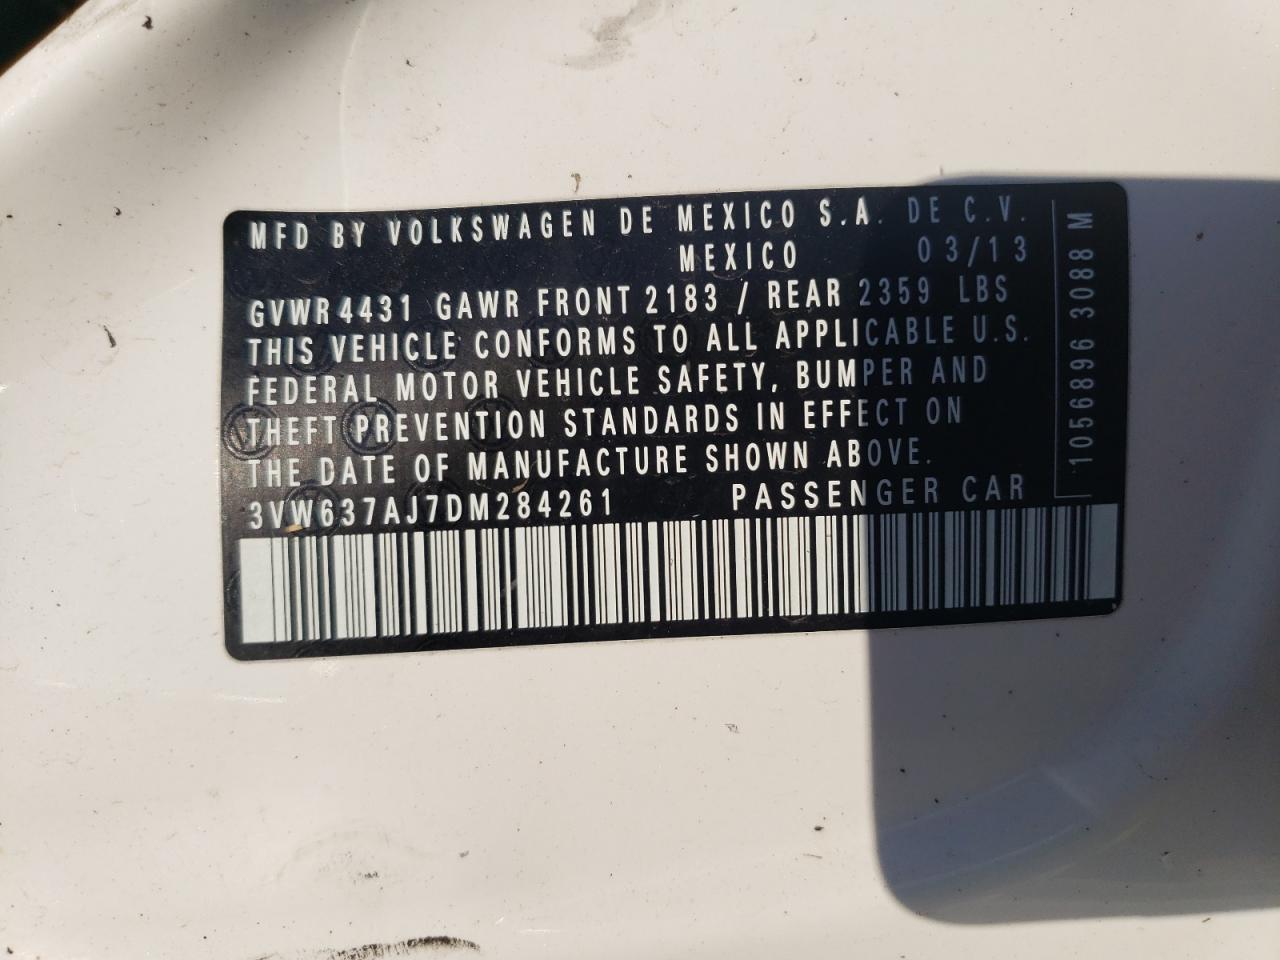 MFD BY VOLKSWAGEN DE MEXICO S.A. DE C.V.
MEXICO 03/13
GVWR 4431 GAWR FRONT 2183 / REAR 2359 LBS
THIS VEHICLE CONFORMS TO ALL APPLICABLE U.S.
FEDERAL MOTOR VEHICLE SAFETY, BUMPER AND
THEFT PREVENTION STANDARDS IN EFFECT ON
THE DATE OF MANUFACTURE SHOWN ABOVE.
3VW637AJ7DM284261 PASSENGER CAR
1056896 3088 M